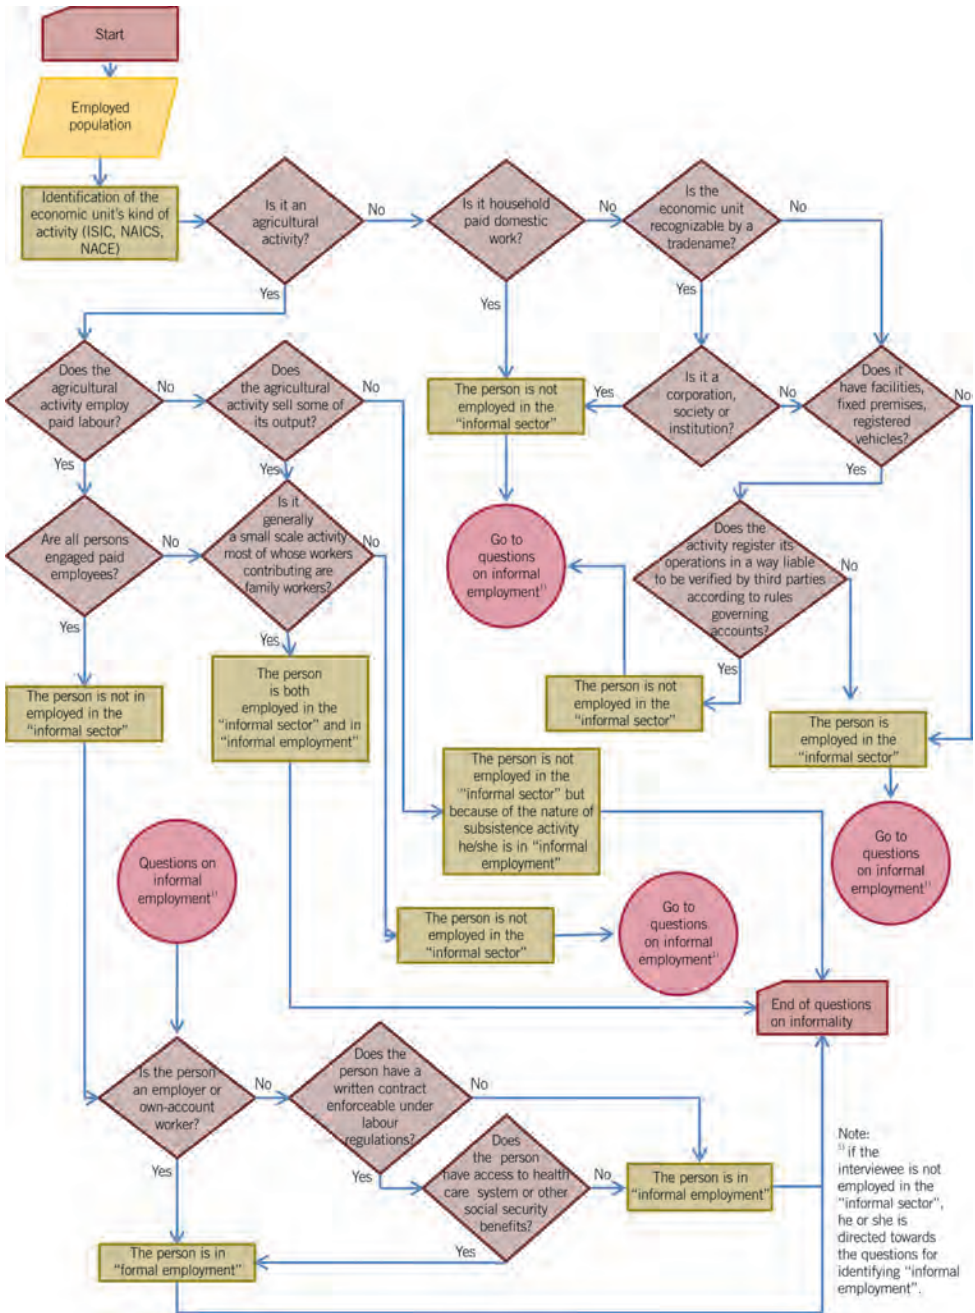 Start
Employed
population
Identification of the
economic unit's kind of
activity (ISIC, NAICS,
NACE)
Is it an
agricultural
activity?
No
Is it household
paid domestic
work?
No
Is the
economic unit
recognizable by a
tradename?
No
Yes
Yes
Yes
Does the
agricultural
activity employ
paid labour?
No
Does
the agricultural
activity sell some of
its output?
No
The person is not
employed in the
"informal sector"
Yes
Is it a
corporation,
society or
institution?
No
Does it
have facilities,
fixed premises,
registered
vehicles?
No
Yes
Yes
Yes
Are all persons
engaged paid
employees?
No
Is it
generally
a small scale activity
most of whose workers
contributing are
family workers?
No
Go to
questions
on informal
employment¹⁾
Does the
activity register its
operations in a way liable
to be verified by third parties
according to rules
governing
accounts?
No
Yes
Yes
Yes
The person is not in
employed in the
"informal sector"
The person
is both
employed in the
"informal sector" and in
"informal employment"
The person is not
employed in the
"informal sector"
The person is
employed in the
"informal sector"
The person is not
employed in the
"informal sector" but
because of the nature of
subsistence activity
he/she is in "informal
employment"
Questions on
informal
employment¹⁾
Go to
questions
on informal
employment¹⁾
The person is not
employed in the
"informal sector"
Go to
questions
on informal
employment¹⁾
End of questions
on informality
Is the person
an employer or
own-account
worker?
No
Does the
person have a
written contract
enforceable under
labour
regulations?
No
Yes
Yes
Does
the person
have access to health
care system or other
social security
benefits?
No
The person is in
"informal employment"
Yes
The person is in
"formal employment"
Note:
¹⁾ if the
interviewee is not
employed in the
"informal sector",
he or she is
directed towards
the questions for
identifying "informal
employment".